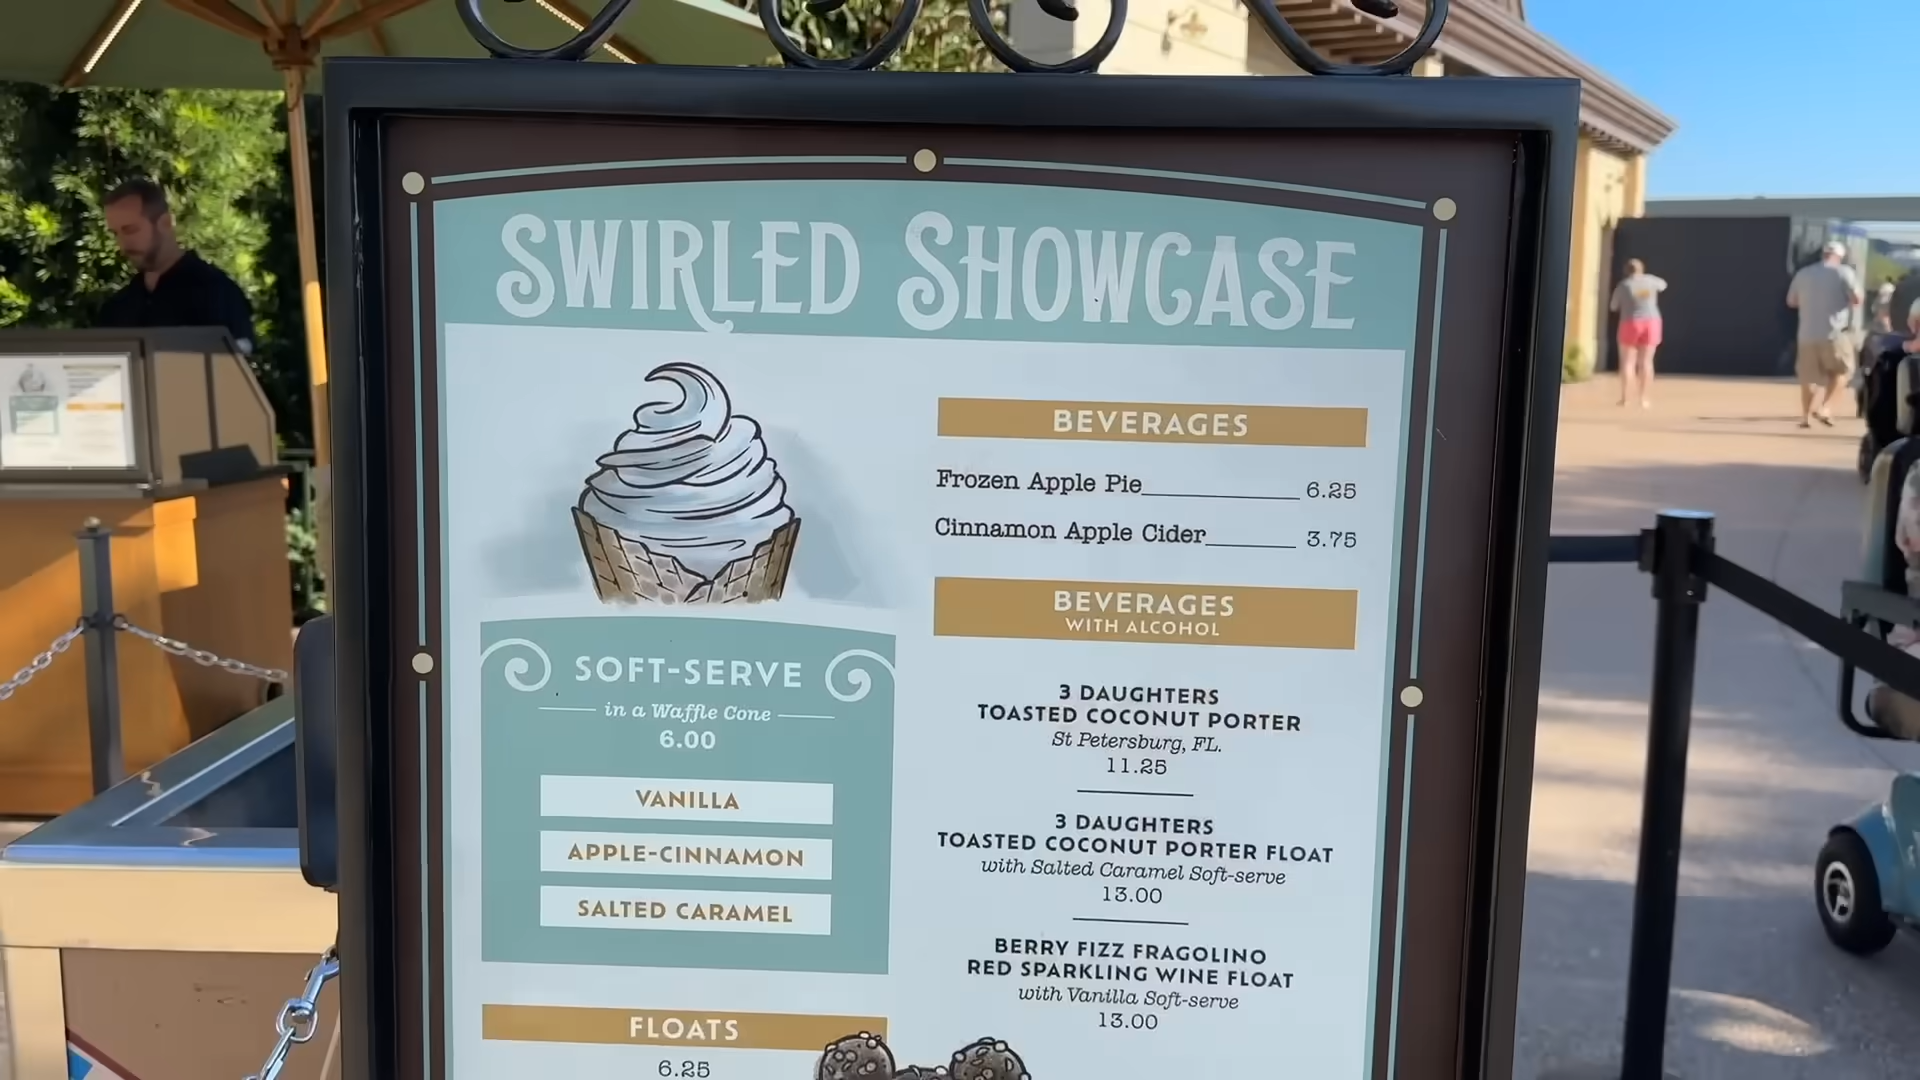 SWIRLED SHOWCASE
SOFT-SERVE
in a Waffle Cone
6.00
VANILLA
APPLE-CINNAMON
SALTED CARAMEL
FLOATS
6.25
BEVERAGES
Frozen Apple Pie 6.25
Cinnamon Apple Cider 3.75
BEVERAGES
WITH ALCOHOL
3 DAUGHTERS
TOASTED COCONUT PORTER
St Petersburg, FL.
11.25
3 DAUGHTERS
TOASTED COCONUT PORTER FLOAT
with Salted Caramel Soft-serve
13.00
BERRY FIZZ FRAGOLINO
RED SPARKLING WINE FLOAT
with Vanilla Soft-serve
13.00